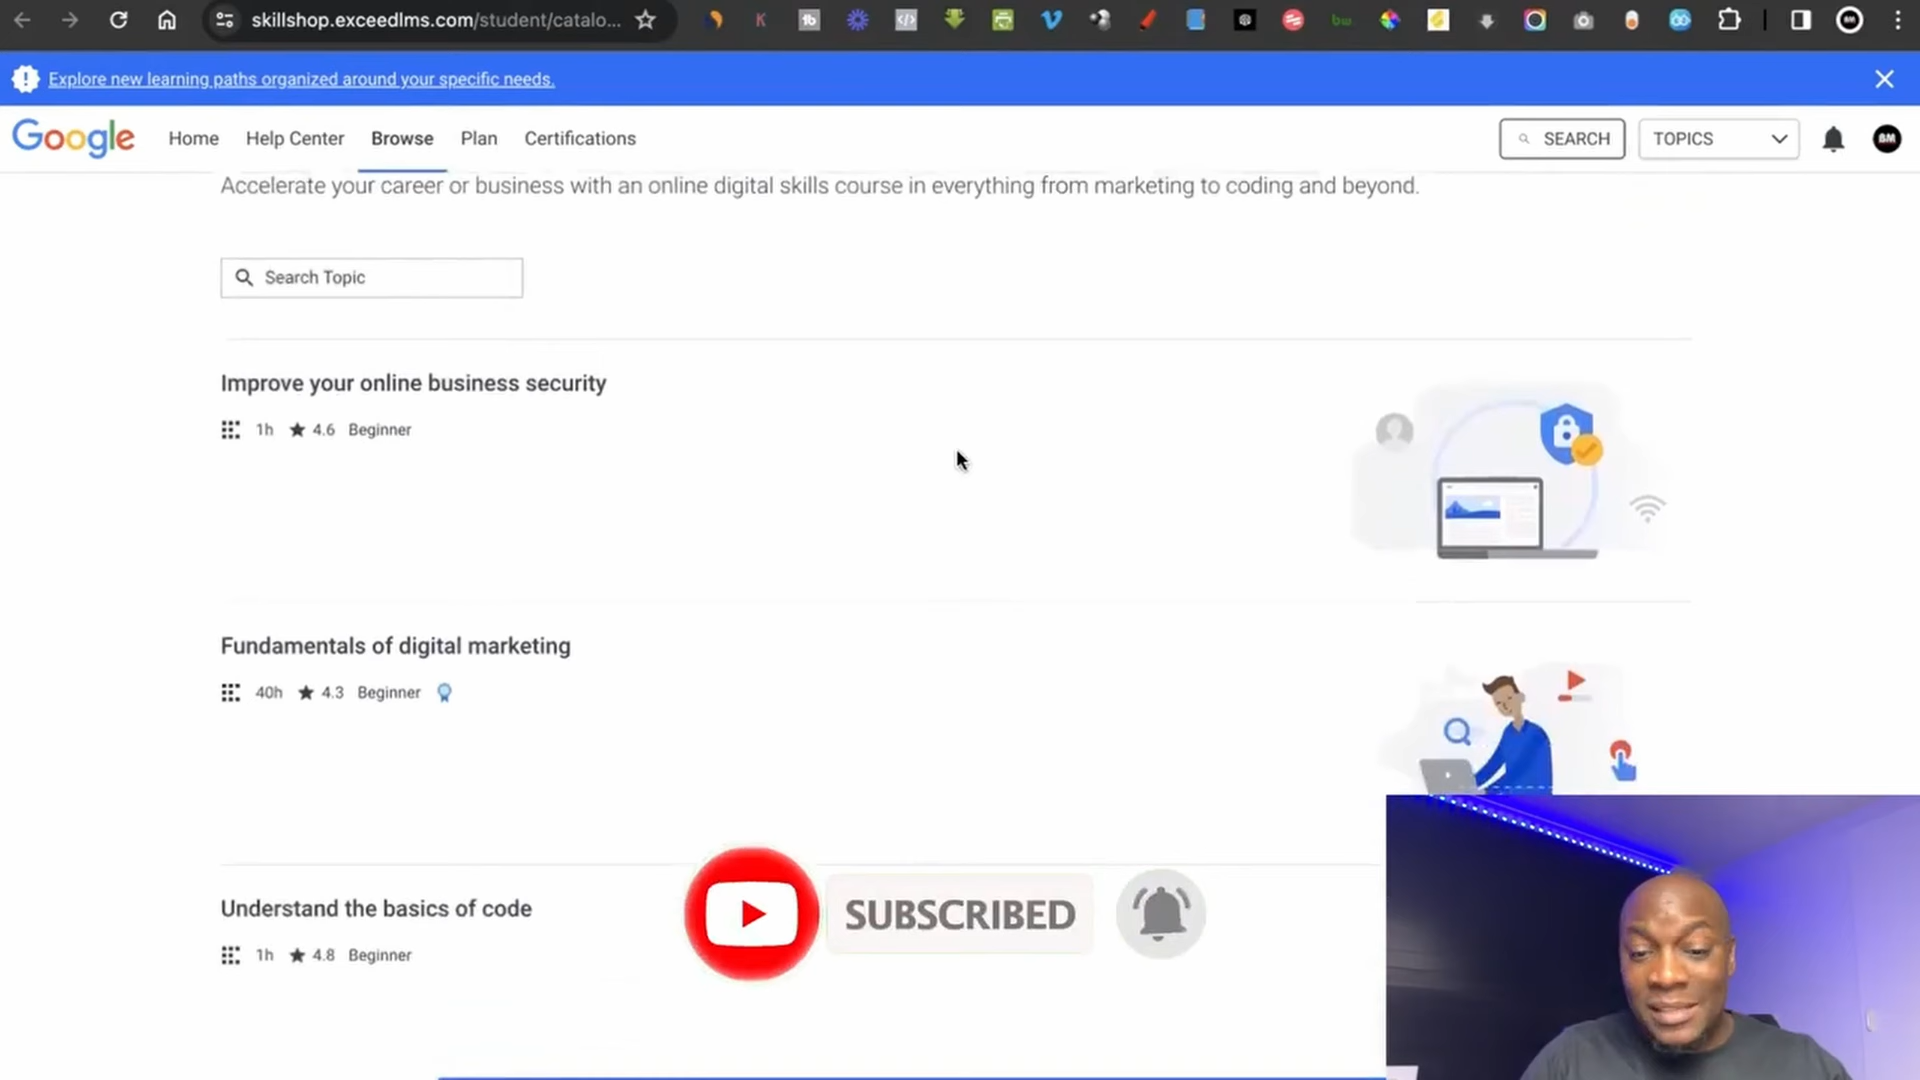 skillshop.exceedlms.com/student/catalo...
Explore new learning paths organized around your specific needs.
Google
Home
Help Center
Browse
Plan
Certifications
SEARCH
TOPICS
BM
Accelerate your career or business with an online digital skills course in everything from marketing to coding and beyond.
Search Topic
Improve your online business security
1h ★ 4.6 Beginner
Fundamentals of digital marketing
40h ★ 4.3 Beginner
Understand the basics of code
1h ★ 4.8 Beginner
SUBSCRIBED